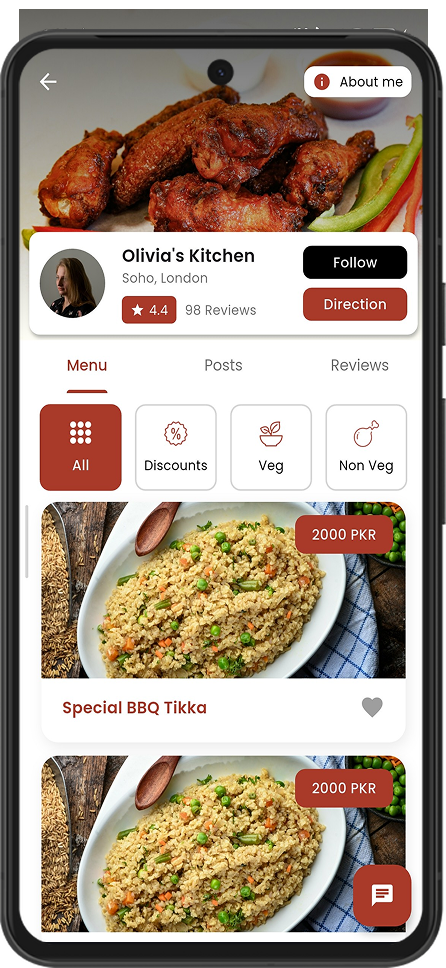 About me
Olivia's Kitchen
Soho, London
Follow
4.4 98 Reviews
Direction
Menu Posts Reviews
All Discounts Veg Non Veg
2000 PKR
Special BBQ Tikka
2000 PKR